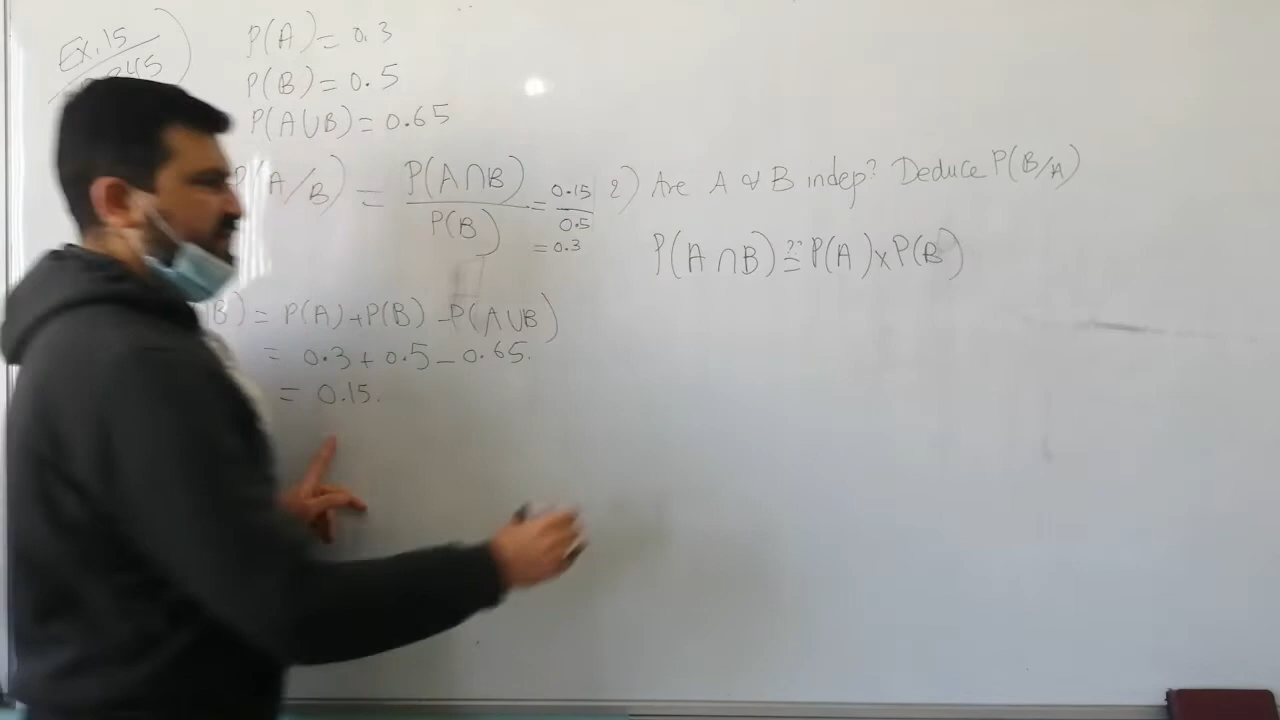 Ex.15
P(A) = 0.3
P(B) = 0.5
P(A∪B) = 0.65
P(A/B) = P(A∩B) / P(B) = 0.15 / 0.5
= 0.3
B) = P(A) + P(B) - P(A∪B)
= 0.3 + 0.5 - 0.65.
= 0.15.
2) Are A & B indep? Deduce P(B/A)
P(A∩B) =?? P(A) x P(B)